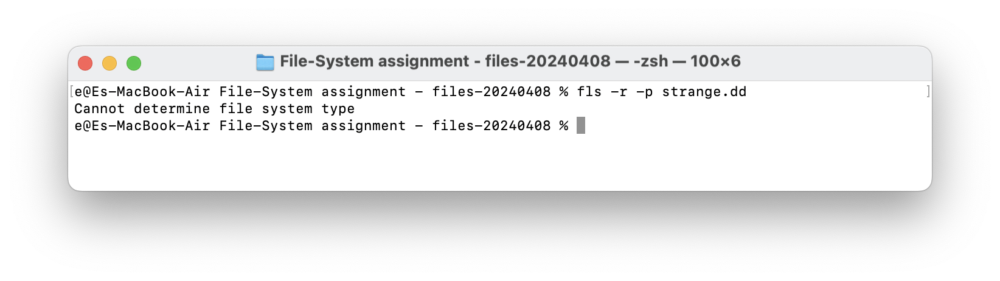 File-System assignment - files-20240408 — -zsh — 100×6
[e@Es-MacBook-Air File-System assignment - files-20240408 % fls -r -p strange.dd ]
Cannot determine file system type
e@Es-MacBook-Air File-System assignment - files-20240408 %